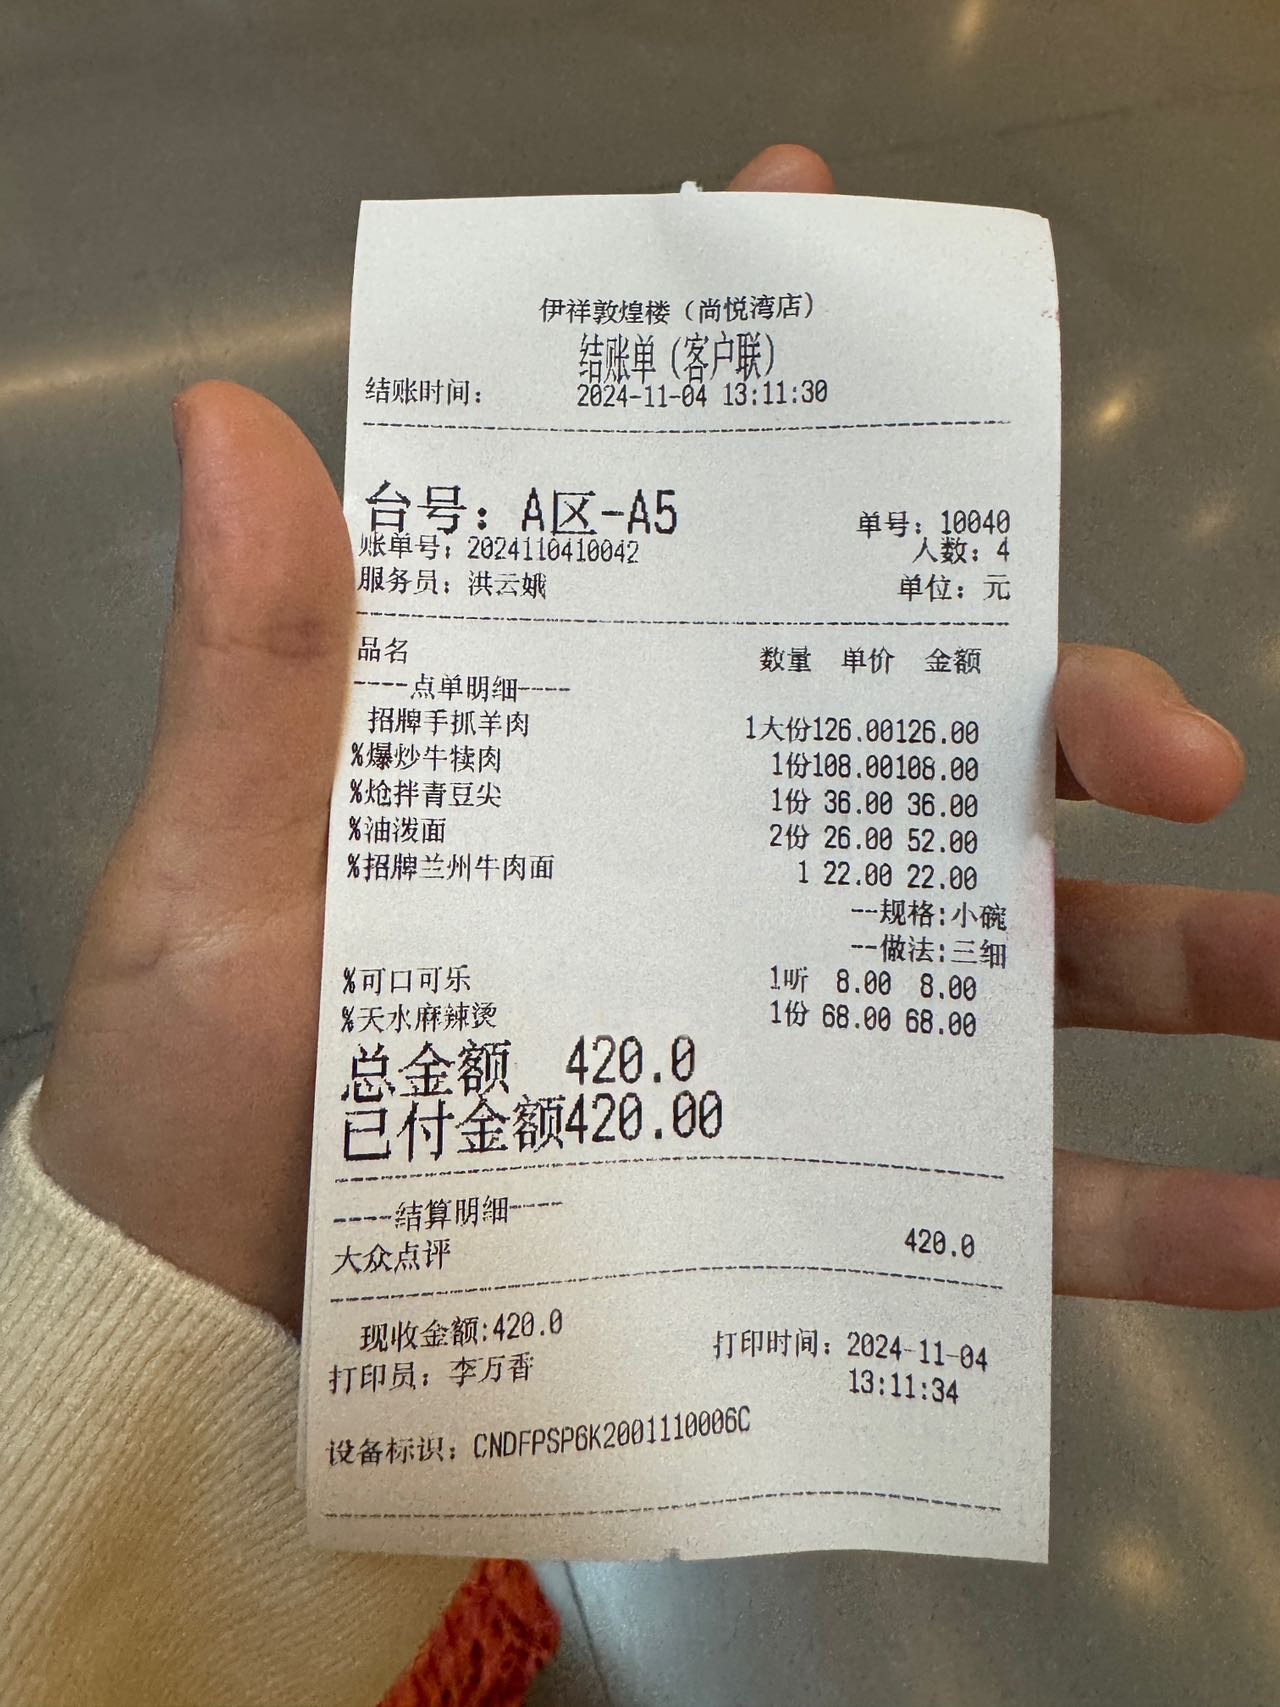 伊祥敦煌楼（尚悦湾店）
结账单（客户联）
结账时间： 2024-11-04 13:11:30
台号：A区-A5 单号：10040
账单号：2024110410042 人数：4
服务员：洪云娥 单位：元
品名 数量 单价 金额
----点单明细----
招牌手抓羊肉 1大份126.00126.00
%爆炒牛犊肉 1份108.00108.00
%炝拌青豆尖 1份 36.00 36.00
%油泼面 2份 26.00 52.00
%招牌兰州牛肉面 1 22.00 22.00
--规格:小碗
--做法:三细
%可口可乐 1听 8.00 8.00
%天水麻辣烫 1份 68.00 68.00
总金额 420.0
已付金额420.00
----结算明细----
大众点评 420.0
现收金额:420.0
打印员：李万香 打印时间：2024-11-04
13:11:34
设备标识：CNDFPSP6K2001110006C